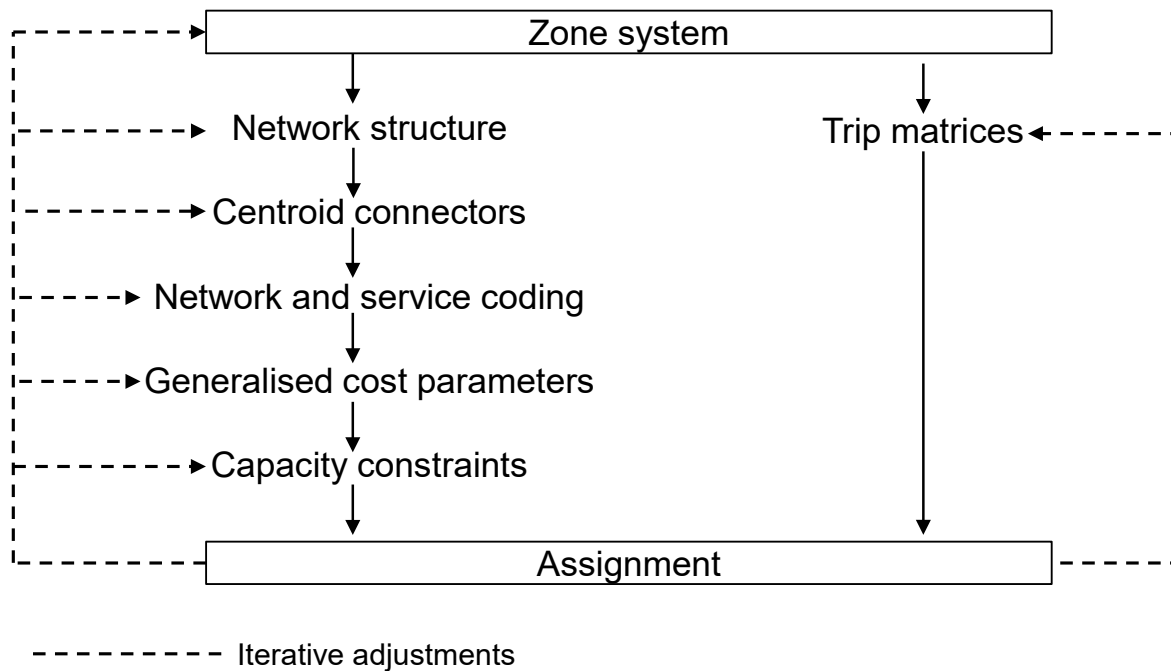 Zone system
Network structure
Trip matrices
Centroid connectors
Network and service coding
Generalised cost parameters
Capacity constraints
Assignment
Iterative adjustments